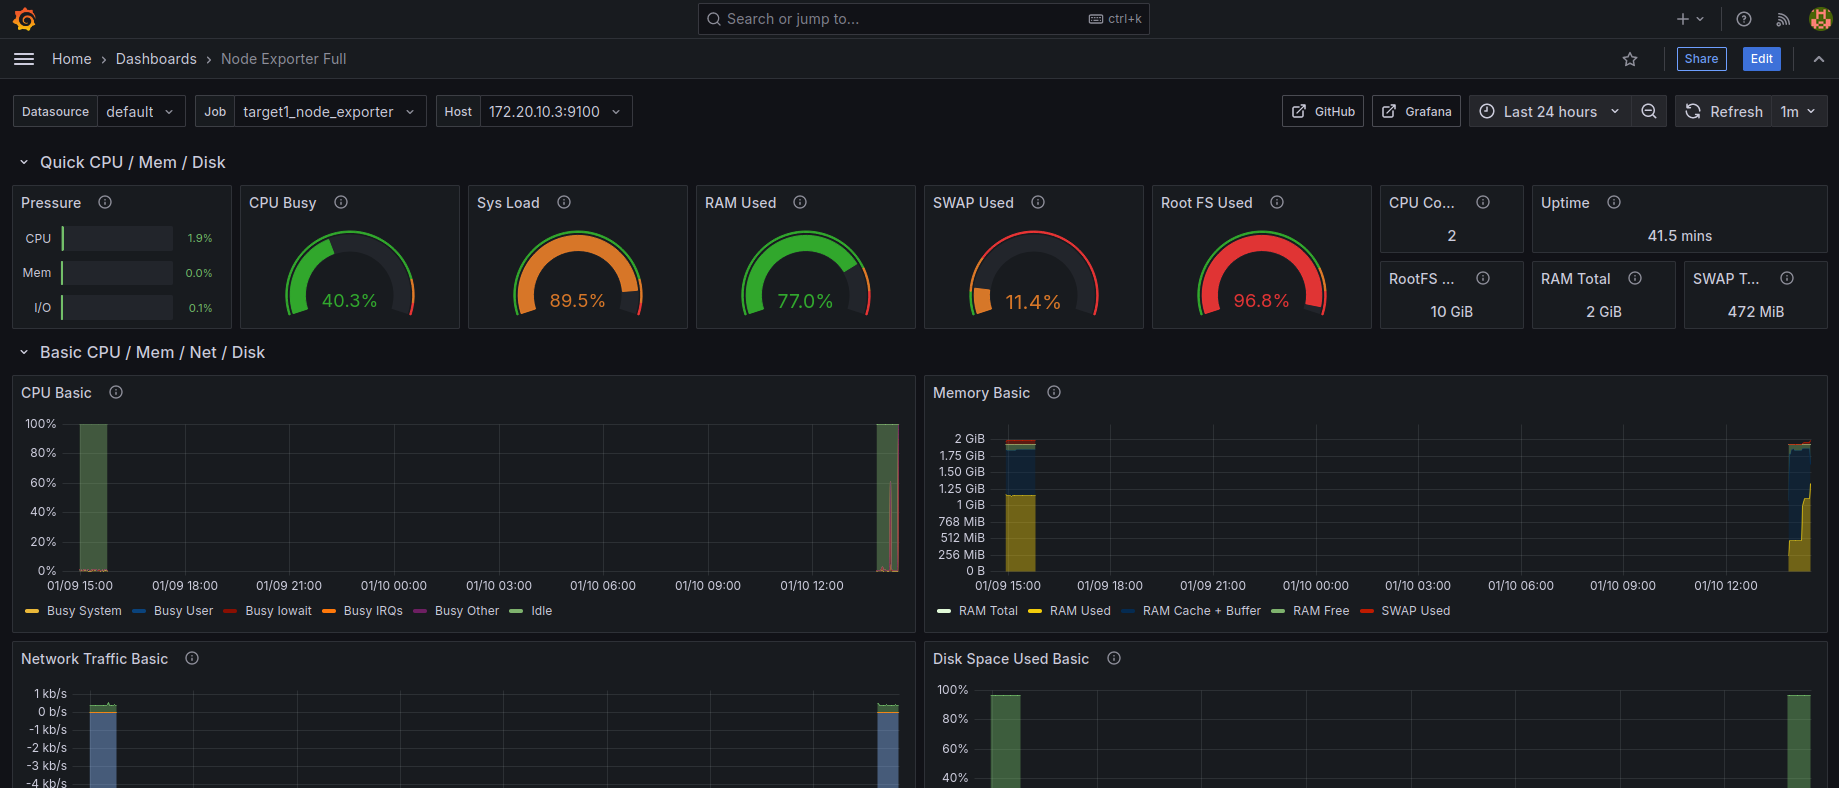 Search or jump to...
ctrl+k
Home › Dashboards › Node Exporter Full
Share
Edit
Datasource default
Job target1_node_exporter
Host 172.20.10.3:9100
GitHub
Grafana
Last 24 hours
Refresh 1m
Quick CPU / Mem / Disk
Pressure
CPU 1.9%
Mem 0.0%
I/O 0.1%
CPU Busy
40.3%
Sys Load
89.5%
RAM Used
77.0%
SWAP Used
11.4%
Root FS Used
96.8%
CPU Co...
2
Uptime
41.5 mins
RootFS ...
10 GiB
RAM Total
2 GiB
SWAP T...
472 MiB
Basic CPU / Mem / Net / Disk
CPU Basic
100%
80%
60%
40%
20%
0%
01/09 15:00 01/09 18:00 01/09 21:00 01/10 00:00 01/10 03:00 01/10 06:00 01/10 09:00 01/10 12:00
Busy System Busy User Busy Iowait Busy IRQs Busy Other Idle
Memory Basic
2 GiB
1.75 GiB
1.50 GiB
1.25 GiB
1 GiB
768 MiB
512 MiB
256 MiB
0 B
01/09 15:00 01/09 18:00 01/09 21:00 01/10 00:00 01/10 03:00 01/10 06:00 01/10 09:00 01/10 12:00
RAM Total RAM Used RAM Cache + Buffer RAM Free SWAP Used
Network Traffic Basic
1 kb/s
0 b/s
-1 kb/s
-2 kb/s
-3 kb/s
-4 kb/s
Disk Space Used Basic
100%
80%
60%
40%